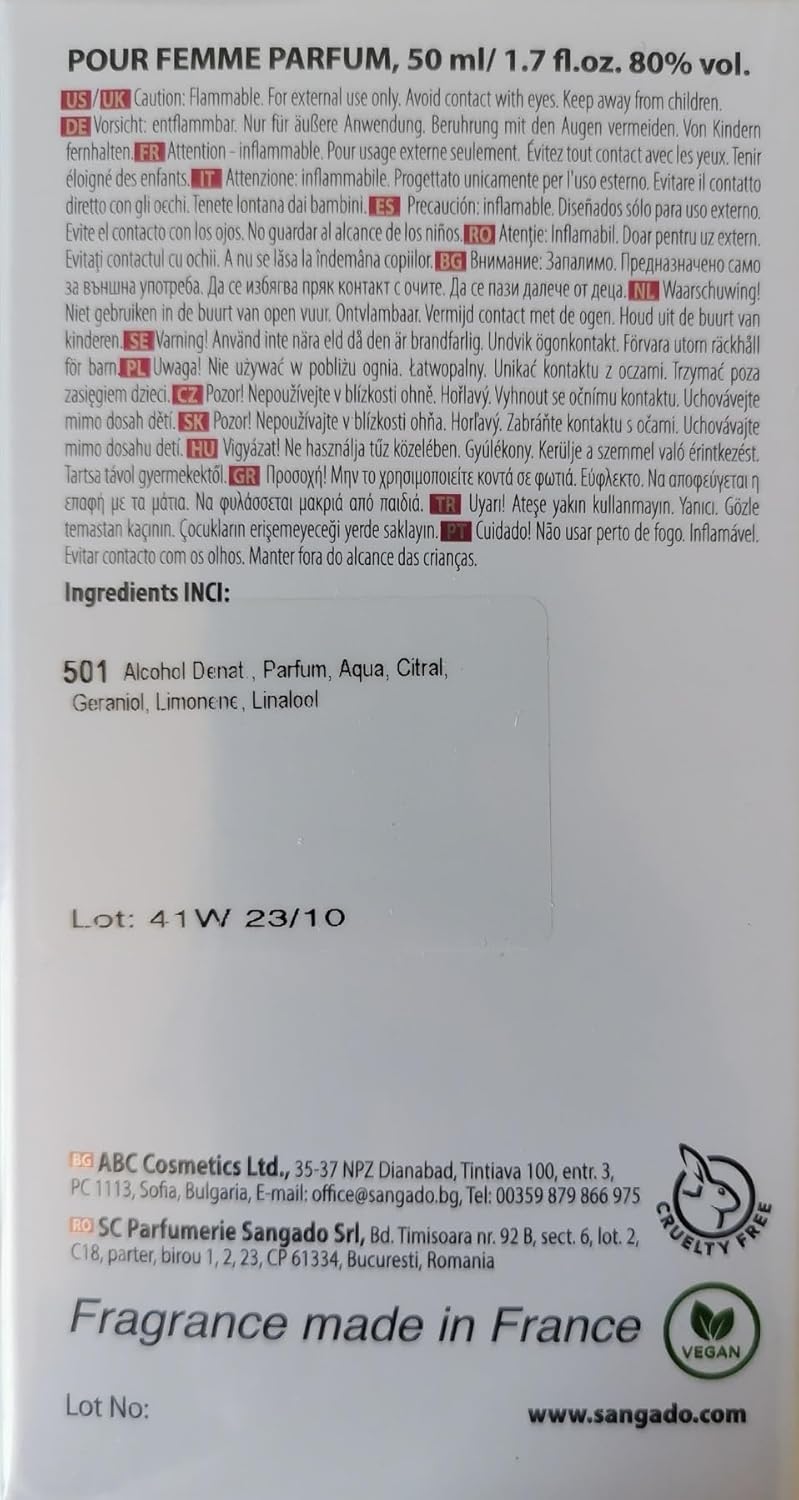 POUR FEMME PARFUM, 50 ml/ 1.7 fl.oz. 80% vol.
US/UK Caution: Flammable. For external use only. Avoid contact with eyes. Keep away from children.
DE Vorsicht: entflammbar. Nur für äußere Anwendung. Beruhrung mit den Augen vermeiden. Von Kindern
fernhalten. FR Attention - inflammable. Pour usage externe seulement. Évitez tout contact avec les yeux. Tenir
éloigné des enfants. IT Attenzione: inflammabile. Progettato unicamente per l'uso esterno. Evitare il contatto
diretto con gli occhi. Tenete lontana dai bambini. ES Precaución: inflamable. Diseñados sólo para uso externo.
Evite el contacto con los ojos. No guardar al alcance de los niños. RO Atenție: Inflamabil. Doar pentru uz extern.
Evitați contactul cu ochii. A nu se lăsa la îndemâna copiilor. BG Внимание: Запалимо. Предназначено само
за външна употреба. Да се избягва пряк контакт с очите. Да се пази далече от деца. NL Waarschuwing!
Niet gebruiken in de buurt van open vuur. Ontvlambaar. Vermijd contact met de ogen. Houd uit de buurt van
kinderen. SE Varning! Använd inte nära eld då den är brandfarlig. Undvik ögonkontakt. Förvara utom räckhåll
för barn. PL Uwaga! Nie używać w pobliżu ognia. Łatwopalny. Unikać kontaktu z oczami. Trzymać poza
zasięgiem dzieci. CZ Pozor! Nepoužívejte v blízkosti ohně. Hořlavý. Vyhnout se očnímu kontaktu. Uchovávejte
mimo dosah dětí. SK Pozor! Nepoužívajte v blízkosti ohňa. Horľavý. Zabráňte kontaktu s očami. Uchovávajte
mimo dosahu detí. HU Vigyázat! Ne használja tűz közelében. Gyúlékony. Kerülje a szemmel való érintkezést.
Tartsa távol gyermekektől. GR Προσοχή! Μην το χρησιμοποιείτε κοντά σε φωτιά. Εύφλεκτο. Να αποφεύγεται η
επαφή με τα μάτια. Να φυλάσσεται μακριά από παιδιά. TR Uyarı! Ateşe yakın kullanmayın. Yanıcı. Gözle
temastan kaçının. Çocukların erişemeyeceği yerde saklayın. PT Cuidado! Não usar perto de fogo. Inflamável.
Evitar contacto com os olhos. Manter fora do alcance das crianças.
Ingredients INCI:
501 Alcohol Denat., Parfum, Aqua, Citral,
Geraniol, Limonene, Linalool
Lot: 41W 23/10
BG ABC Cosmetics Ltd., 35-37 NPZ Dianabad, Tintiava 100, entr. 3,
PC 1113, Sofia, Bulgaria, E-mail: office@sangado.bg, Tel: 00359 879 866 975
RO SC Parfumerie Sangado Srl, Bd. Timisoara nr. 92 B, sect. 6, lot. 2,
C18, parter, birou 1, 2, 23, CP 61334, Bucuresti, Romania
CRUELTY FREE
Fragrance made in France
VEGAN
Lot No:
www.sangado.com